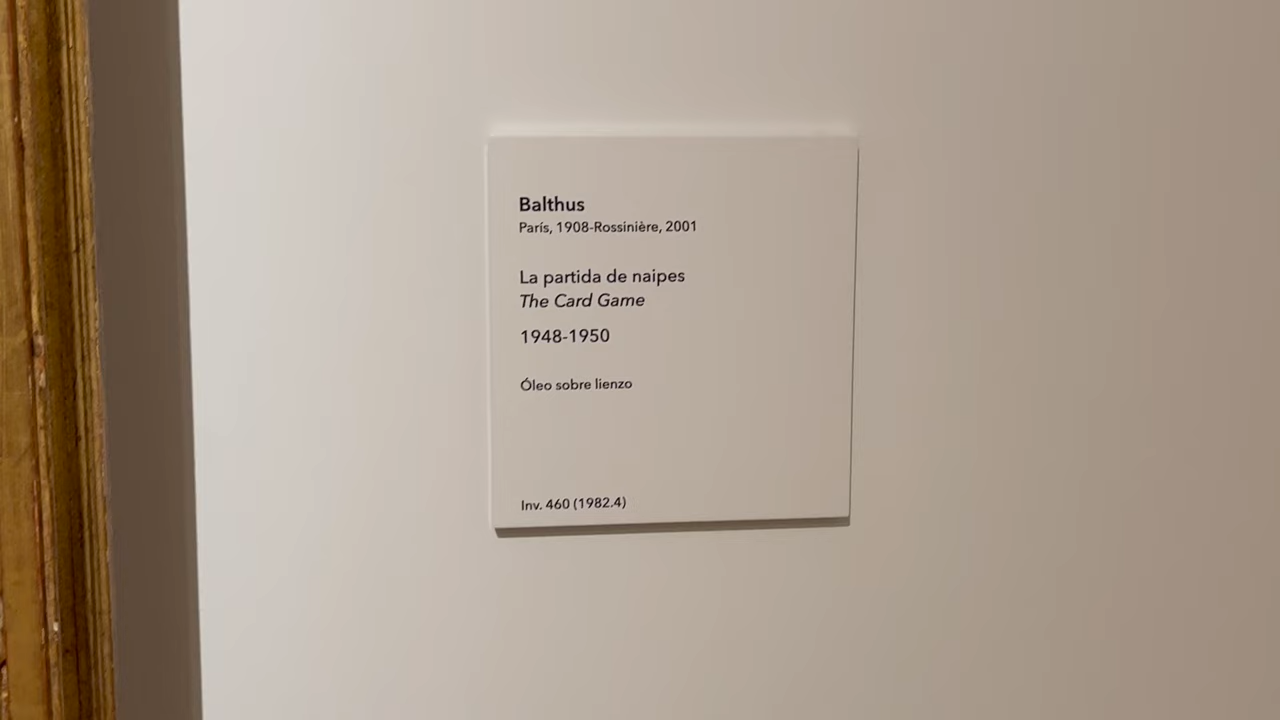 Balthus
París, 1908-Rossinière, 2001
La partida de naipes
The Card Game
1948-1950
Óleo sobre lienzo
Inv. 460 (1982.4)